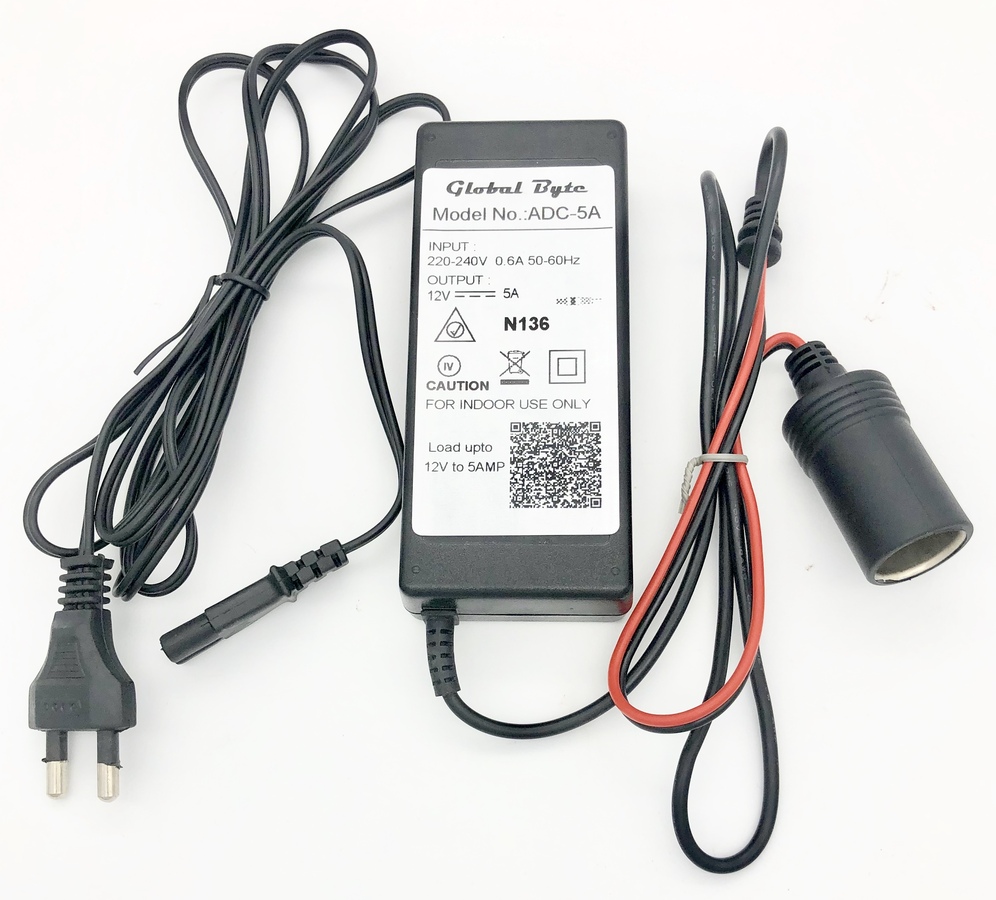 Global Byte
Model No.:ADC-5A
INPUT :
220-240V 0.6A 50-60Hz
OUTPUT :
12V 5A
N136
IV
CAUTION
FOR INDOOR USE ONLY
Load upto
12V to 5AMP